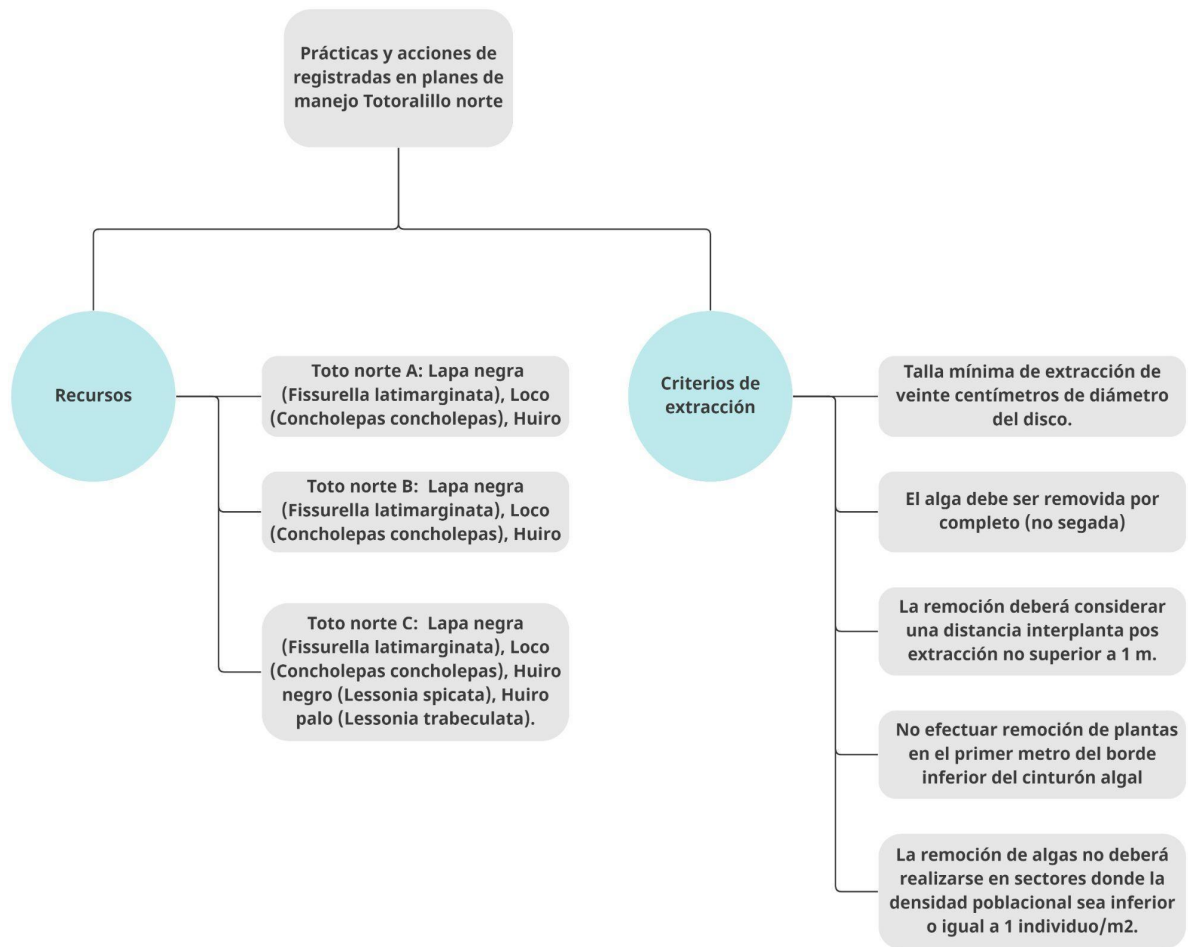 Prácticas y acciones de
registradas en planes de
manejo Totoralillo norte
Recursos
Toto norte A: Lapa negra
(Fissurella latimarginata), Loco
(Concholepas concholepas), Huiro
Toto norte B: Lapa negra
(Fissurella latimarginata), Loco
(Concholepas concholepas), Huiro
Toto norte C: Lapa negra
(Fissurella latimarginata), Loco
(Concholepas concholepas), Huiro
negro (Lessonia spicata), Huiro
palo (Lessonia trabeculata).
Criterios de
extracción
Talla mínima de extracción de
veinte centímetros de diámetro
del disco.
El alga debe ser removida por
completo (no segada)
La remoción deberá considerar
una distancia interplanta pos
extracción no superior a 1 m.
No efectuar remoción de plantas
en el primer metro del borde
inferior del cinturón algal
La remoción de algas no deberá
realizarse en sectores donde la
densidad poblacional sea inferior
o igual a 1 individuo/m2.